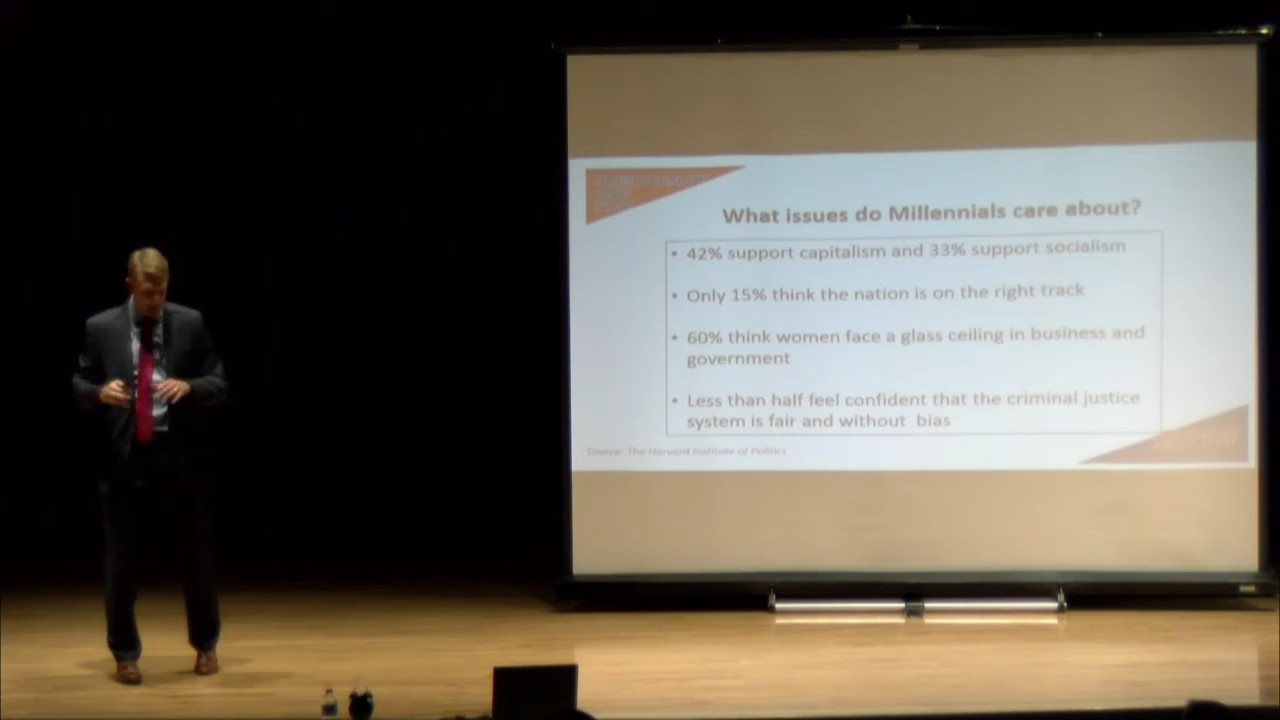 What issues do Millennials care about?
• 42% support capitalism and 33% support socialism
• Only 15% think the nation is on the right track
• 60% think women face a glass ceiling in business and
government
• Less than half feel confident that the criminal justice
system is fair and without  bias
Source: The Harvard Institute of Politics